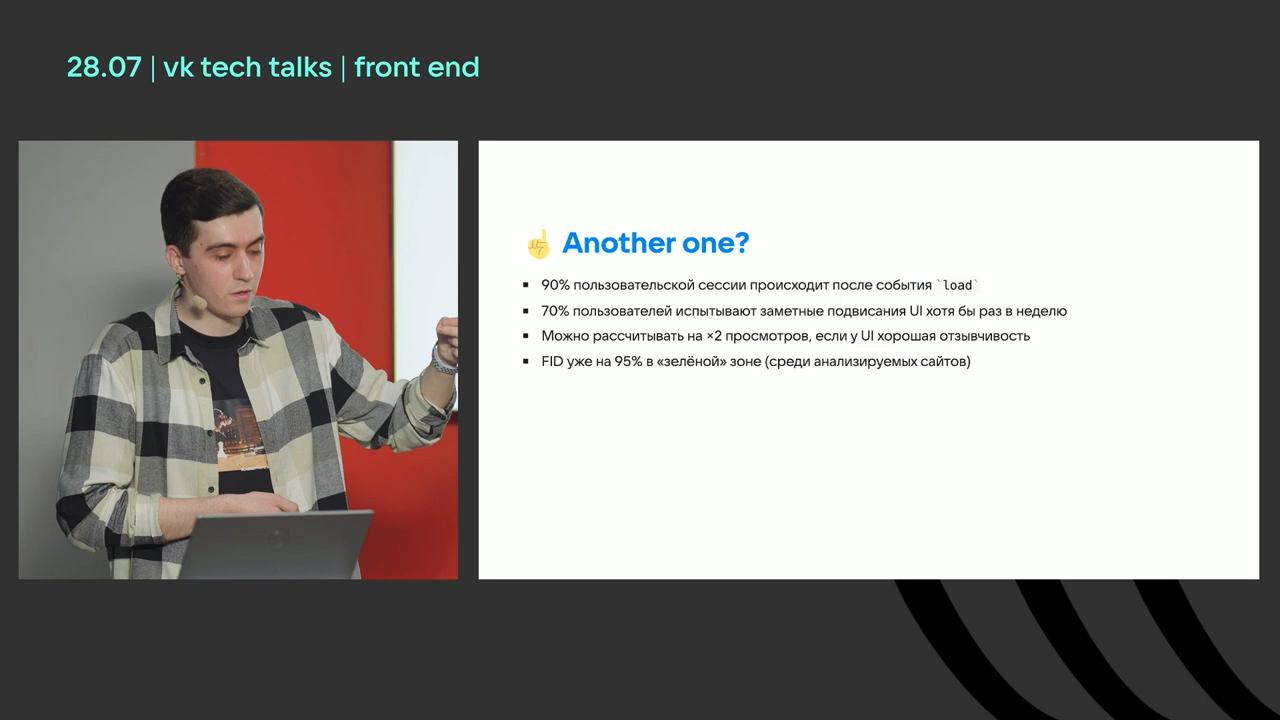 28.07 | vk tech talks | front end
☝️ Another one?
▪ 90% пользовательской сессии происходит после события `load`
▪ 70% пользователей испытывают заметные подвисания UI хотя бы раз в неделю
▪ Можно рассчитывать на ×2 просмотров, если у UI хорошая отзывчивость
▪ FID уже на 95% в «зелёной» зоне (среди анализируемых сайтов)